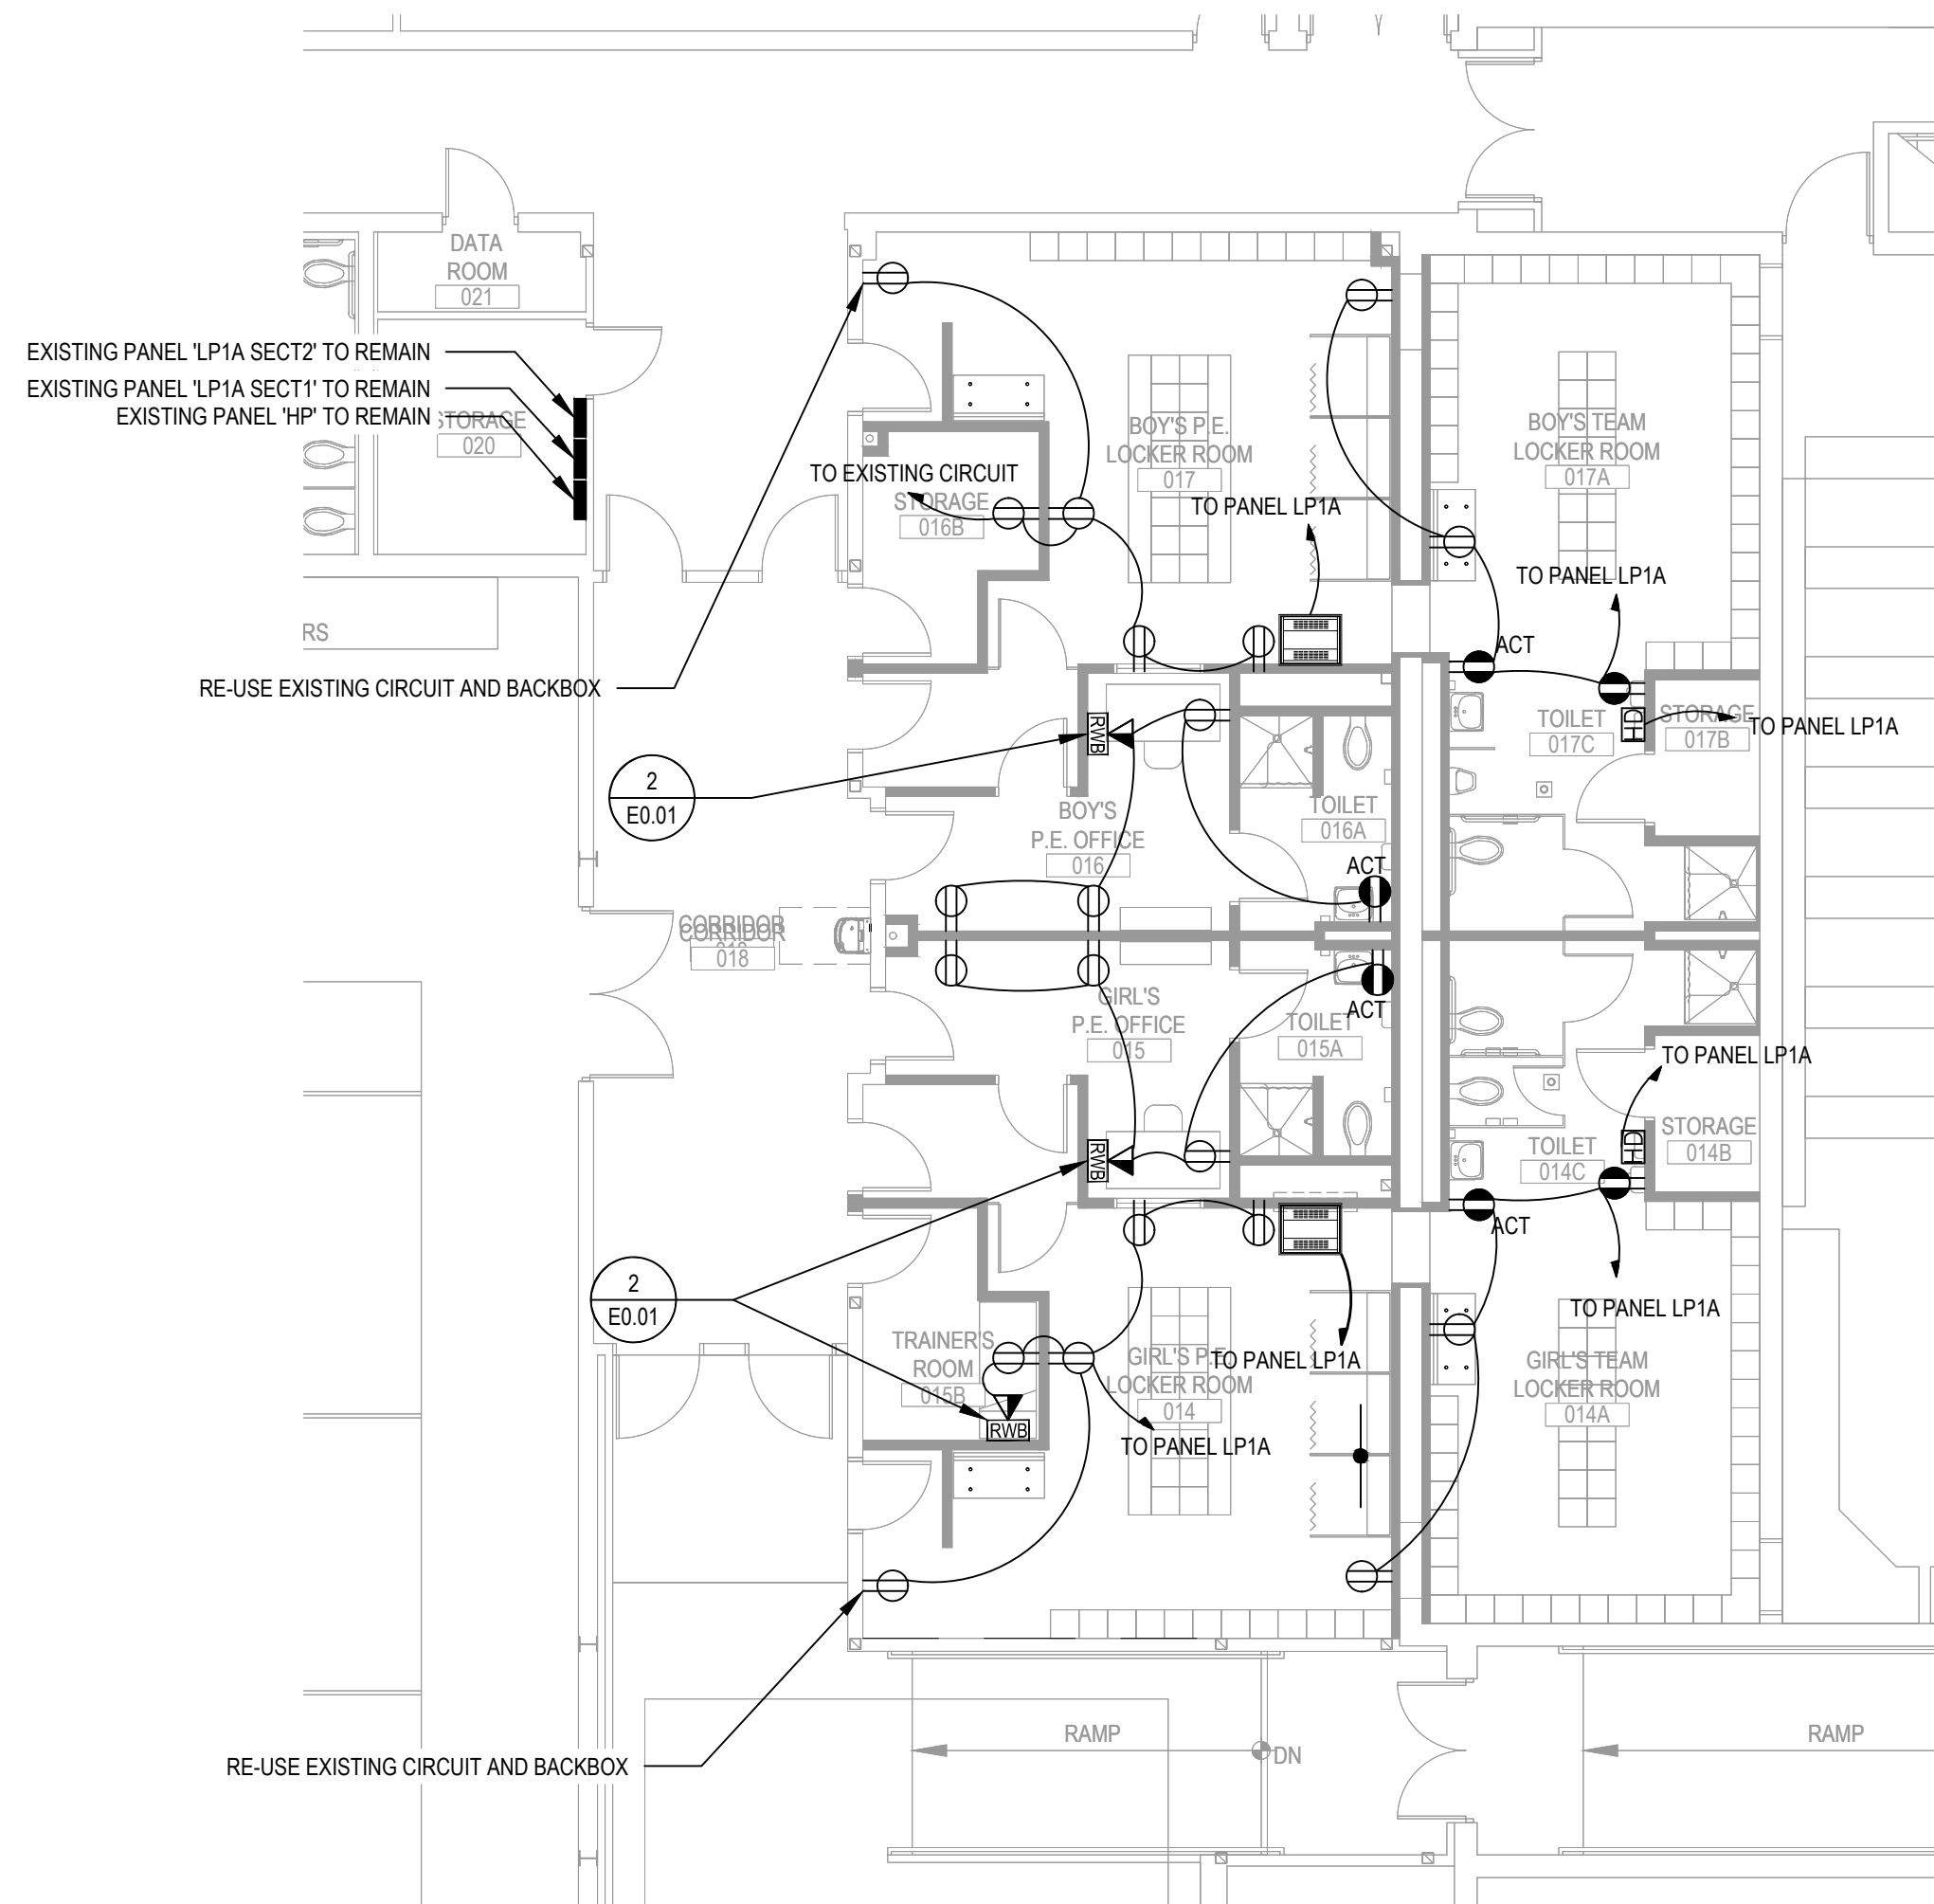 DATA
ROOM
021
EXISTING PANEL 'LP1A SECT2' TO REMAIN
EXISTING PANEL 'LP1A SECT1' TO REMAIN
EXISTING PANEL 'HP' TO REMAIN
STORAGE
020
BOY'S P.E.
LOCKER ROOM
017
BOY'S TEAM
LOCKER ROOM
017A
TO EXISTING CIRCUIT
STORAGE
016B
TO PANEL LP1A
TO PANEL LP1A
RS
ACT
RE-USE EXISTING CIRCUIT AND BACKBOX
RWB
TOILET
017C
HD
STORAGE
017B
TO PANEL LP1A
2
E0.01
BOY'S
P.E. OFFICE
016
TOILET
016A
ACT
CORRIDOR
CORRIDOR
018
GIRL'S
P.E. OFFICE
015
ACT
TOILET
015A
TO PANEL LP1A
RWB
TOILET
014C
HD
STORAGE
014B
ACT
2
E0.01
TO PANEL LP1A
TRAINER'S
ROOM
015B
GIRL'S P.E.
LOCKER ROOM
014
TO PANEL LP1A
GIRL'S TEAM
LOCKER ROOM
014A
RWB
TO PANEL LP1A
RAMP
DN
RAMP
RE-USE EXISTING CIRCUIT AND BACKBOX